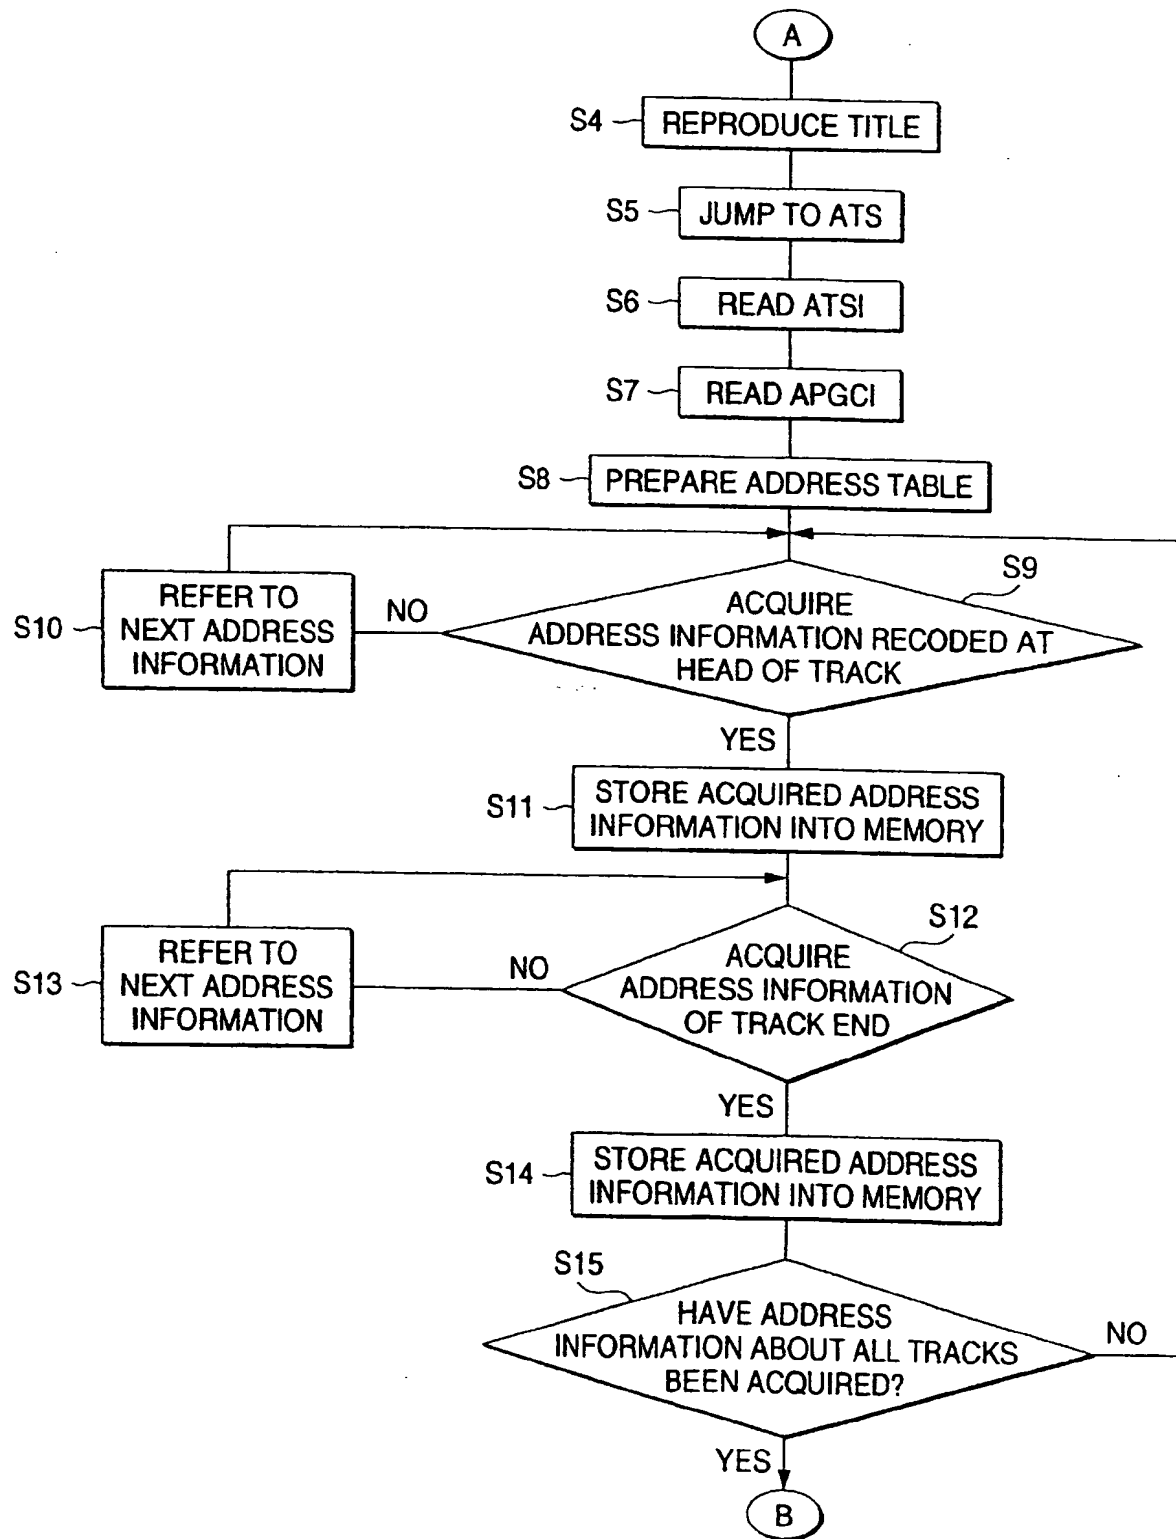 A
S4
REPRODUCE TITLE
S5
JUMP TO ATS
S6
READ ATSI
S7
READ APGCI
S8
PREPARE ADDRESS TABLE
S9
S10
REFER TO
NEXT ADDRESS
INFORMATION
NO
ACQUIRE
ADDRESS INFORMATION RECODED AT
HEAD OF TRACK
YES
S11
STORE ACQUIRED ADDRESS
INFORMATION INTO MEMORY
S12
S13
REFER TO
NEXT ADDRESS
INFORMATION
NO
ACQUIRE
ADDRESS INFORMATION
OF TRACK END
YES
S14
STORE ACQUIRED ADDRESS
INFORMATION INTO MEMORY
S15
HAVE ADDRESS
INFORMATION ABOUT ALL TRACKS
BEEN ACQUIRED?
NO
YES
B